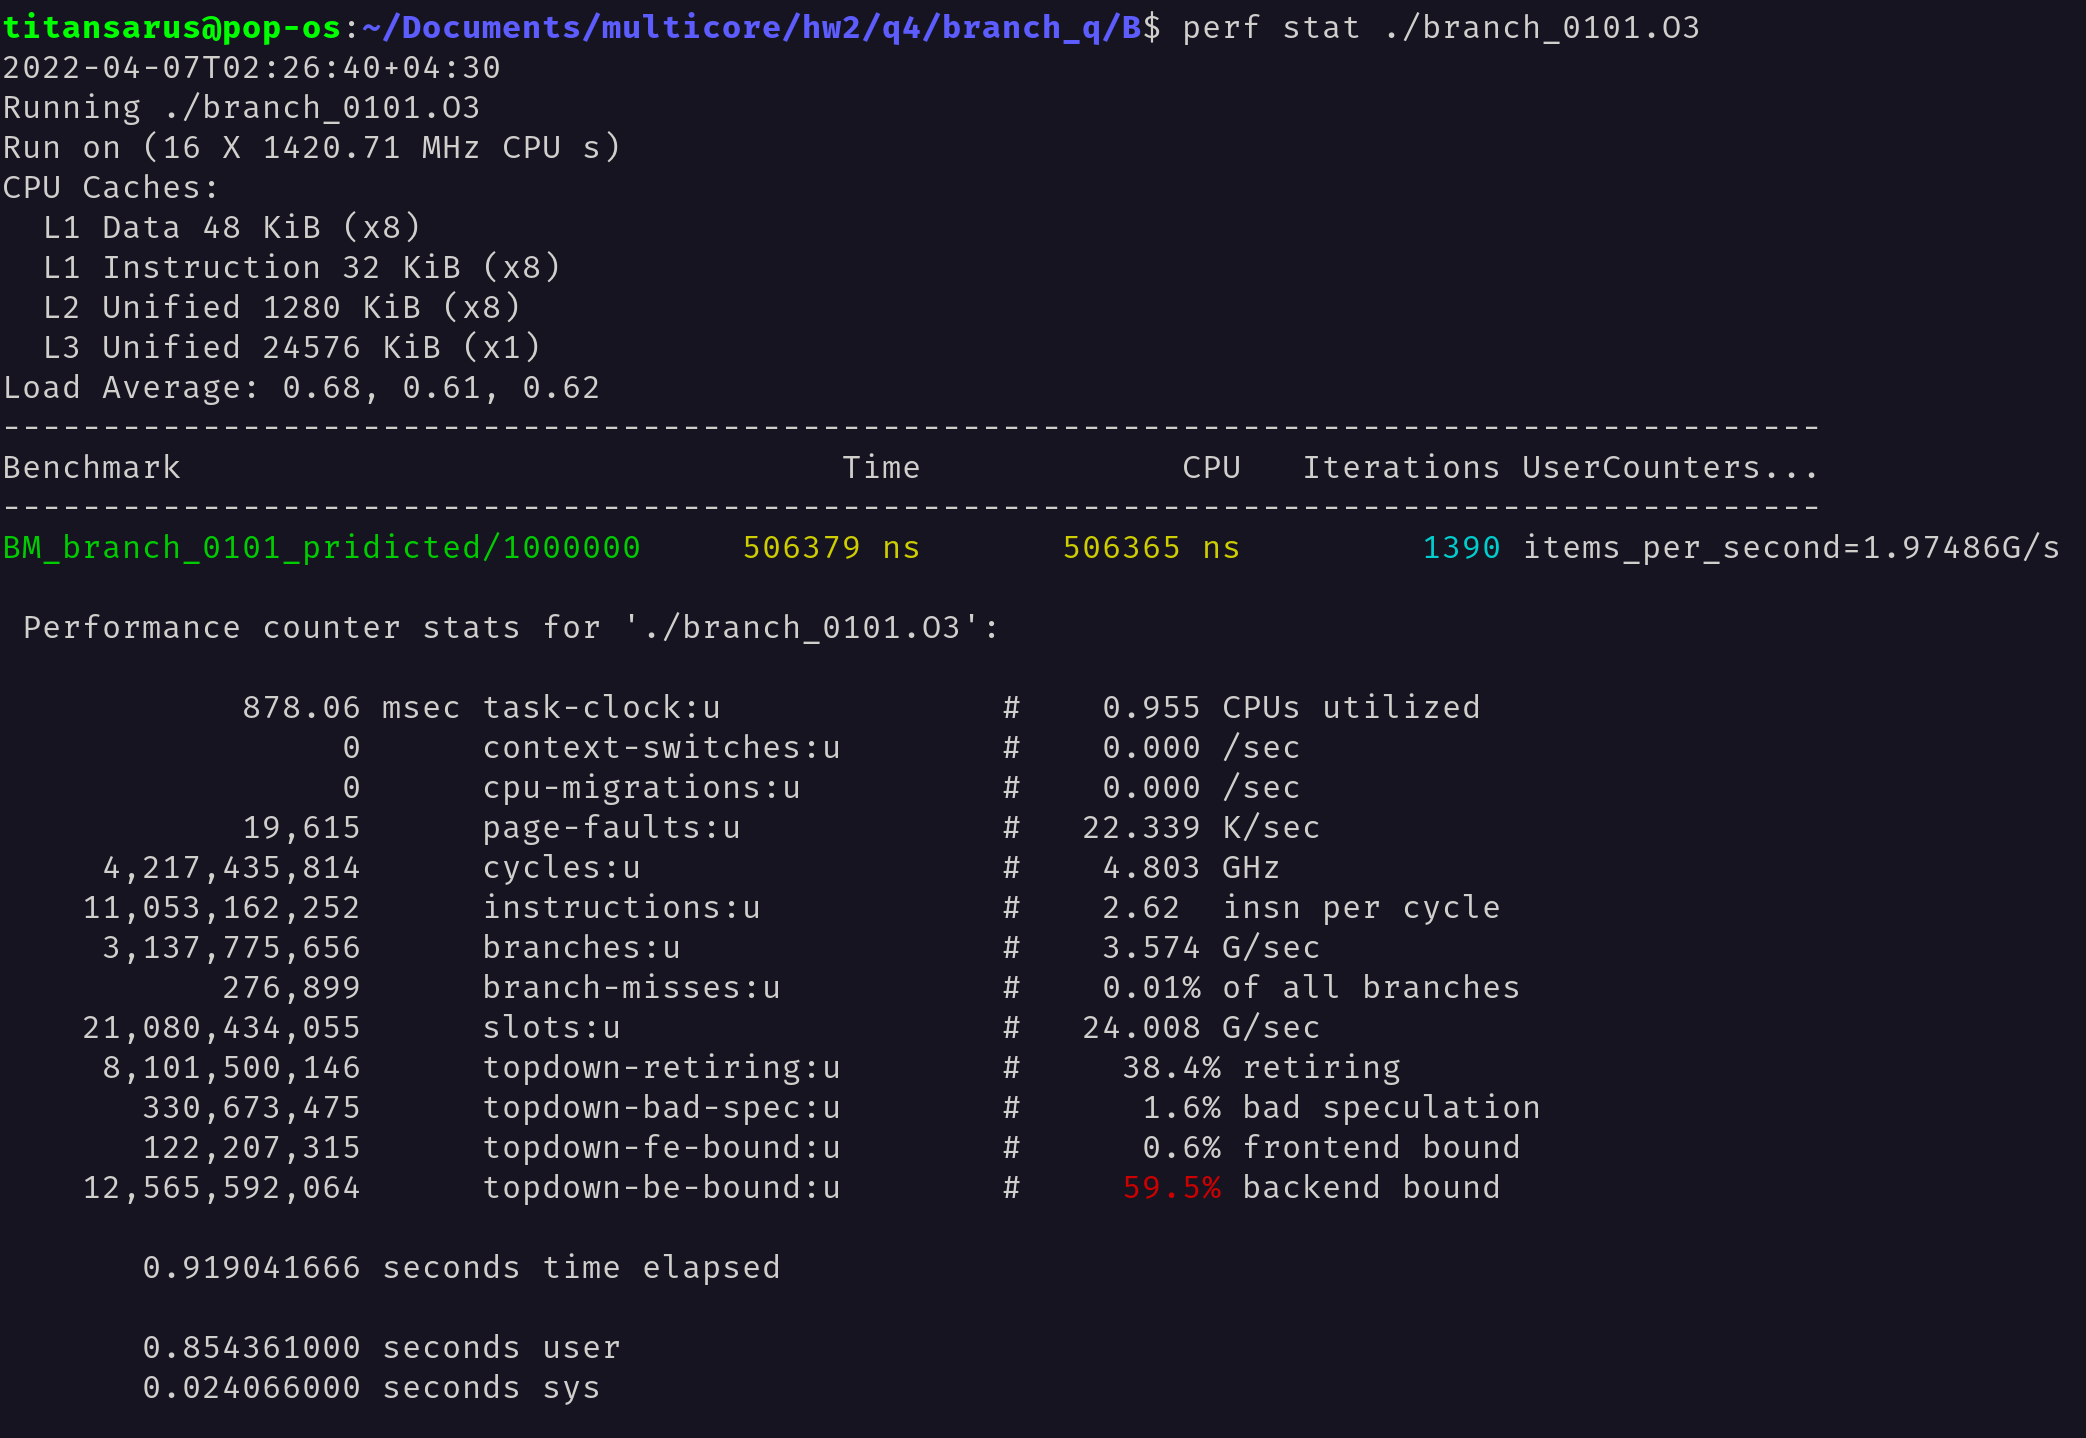 titansarus@pop-os:~/Documents/multicore/hw2/q4/branch_q/B$ perf stat ./branch_0101.O3
2022-04-07T02:26:40+04:30
Running ./branch_0101.O3
Run on (16 X 1420.71 MHz CPU s)
CPU Caches:
  L1 Data 48 KiB (x8)
  L1 Instruction 32 KiB (x8)
  L2 Unified 1280 KiB (x8)
  L3 Unified 24576 KiB (x1)
Load Average: 0.68, 0.61, 0.62
-------------------------------------------------------------------------------------------
Benchmark                                 Time             CPU   Iterations UserCounters...
-------------------------------------------------------------------------------------------
BM_branch_0101_pridicted/1000000     506379 ns       506365 ns         1390 items_per_second=1.97486G/s
 Performance counter stats for './branch_0101.O3':
            878.06 msec task-clock:u              #    0.955 CPUs utilized
                 0      context-switches:u        #    0.000 /sec
                 0      cpu-migrations:u          #    0.000 /sec
            19,615      page-faults:u             #   22.339 K/sec
     4,217,435,814      cycles:u                  #    4.803 GHz
    11,053,162,252      instructions:u            #    2.62  insn per cycle
     3,137,775,656      branches:u                #    3.574 G/sec
           276,899      branch-misses:u           #    0.01% of all branches
    21,080,434,055      slots:u                   #   24.008 G/sec
     8,101,500,146      topdown-retiring:u        #     38.4% retiring
       330,673,475      topdown-bad-spec:u        #      1.6% bad speculation
       122,207,315      topdown-fe-bound:u        #      0.6% frontend bound
    12,565,592,064      topdown-be-bound:u        #     59.5% backend bound
       0.919041666 seconds time elapsed
       0.854361000 seconds user
       0.024066000 seconds sys